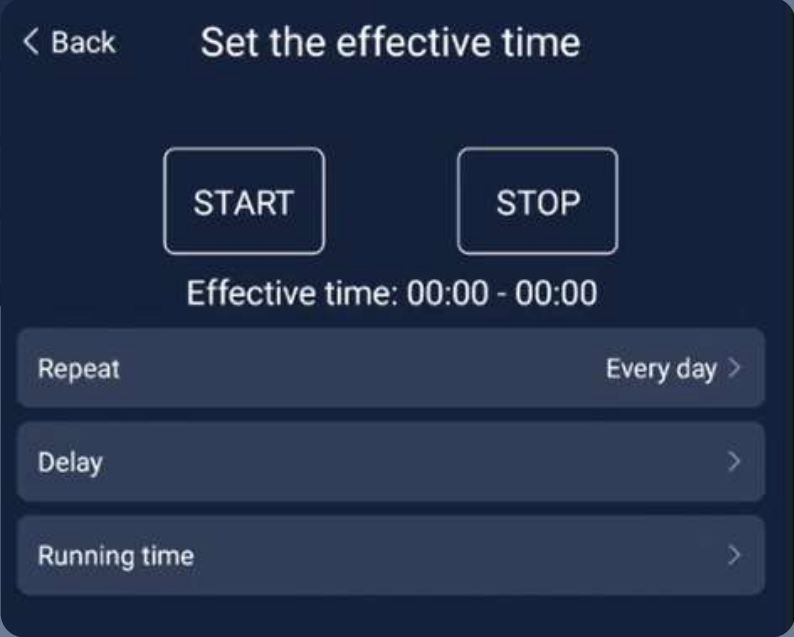 Back Set the effective time
START STOP
Effective time: 00:00 - 00:00
Repeat Every day
Delay
Running time